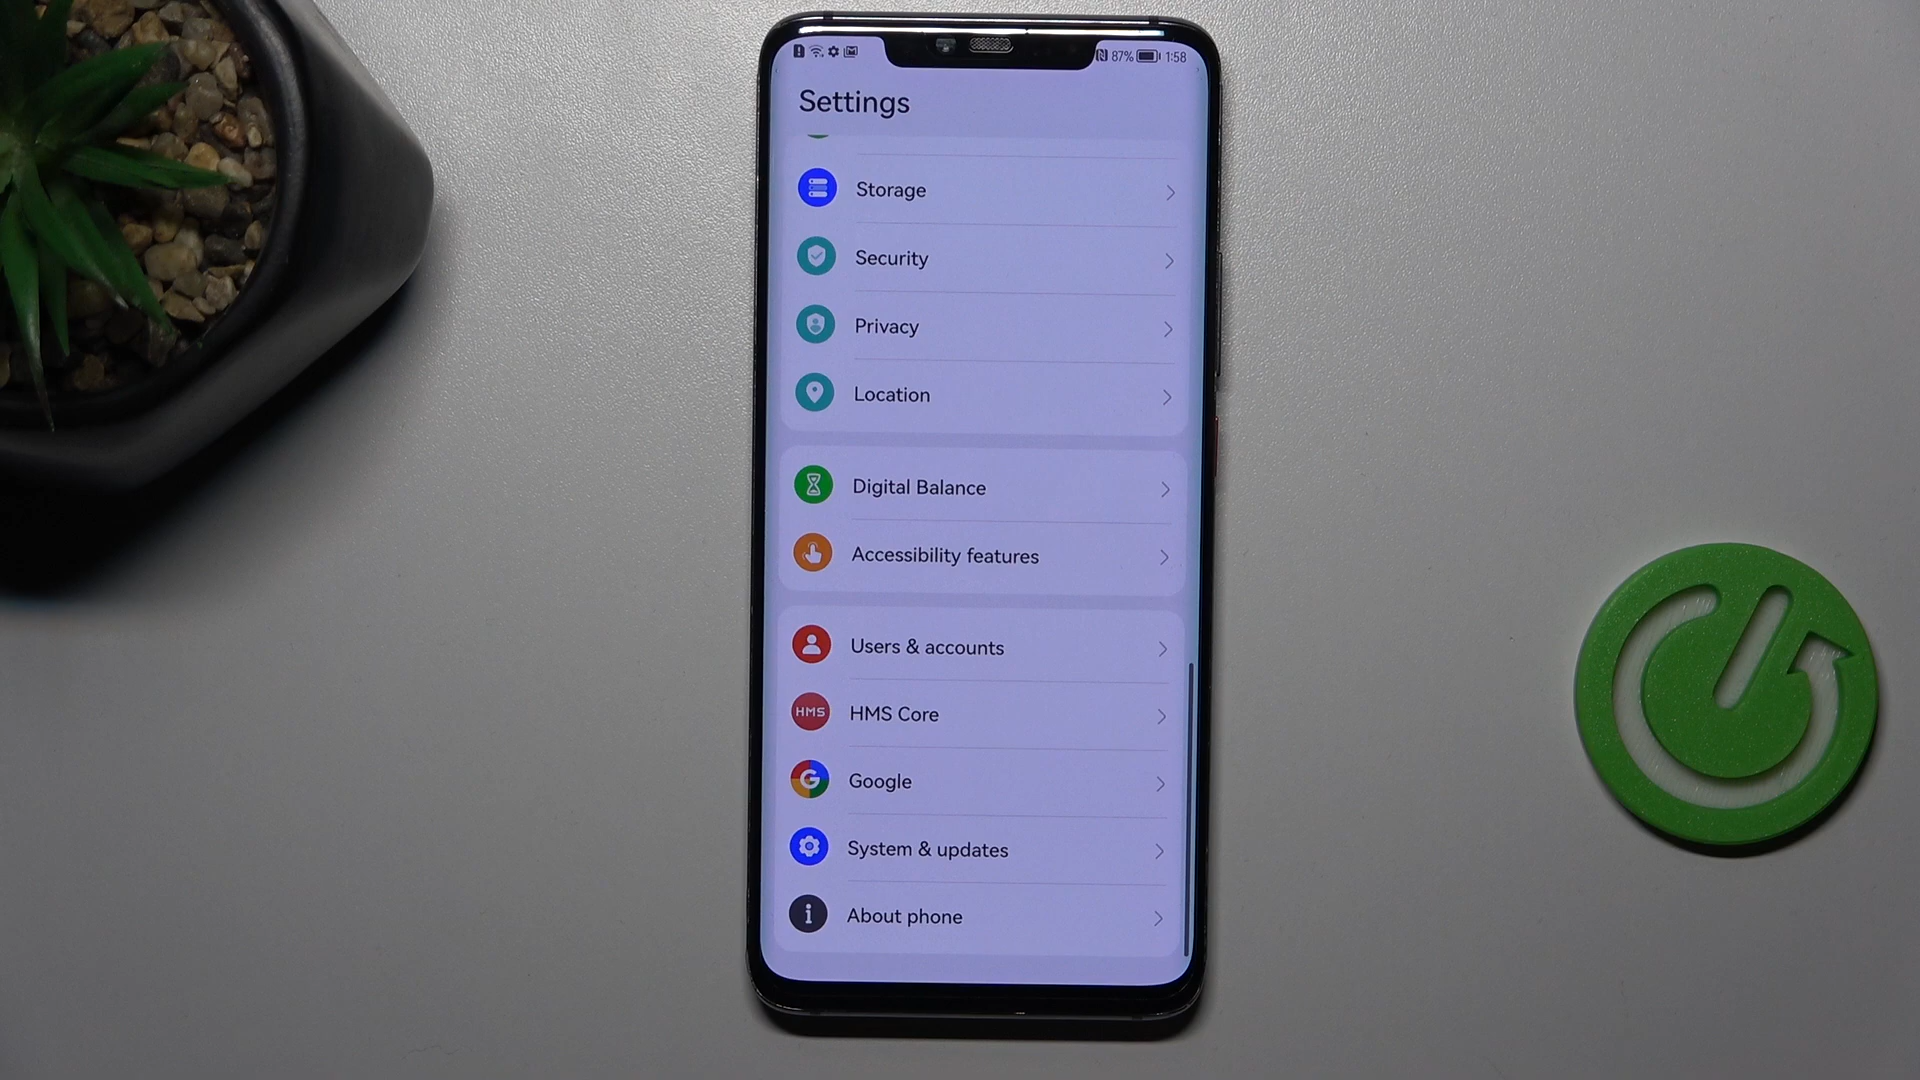 87% 1:58
Settings
Storage
Security
Privacy
Location
Digital Balance
Accessibility features
Users & accounts
HMS HMS Core
G Google
System & updates
About phone